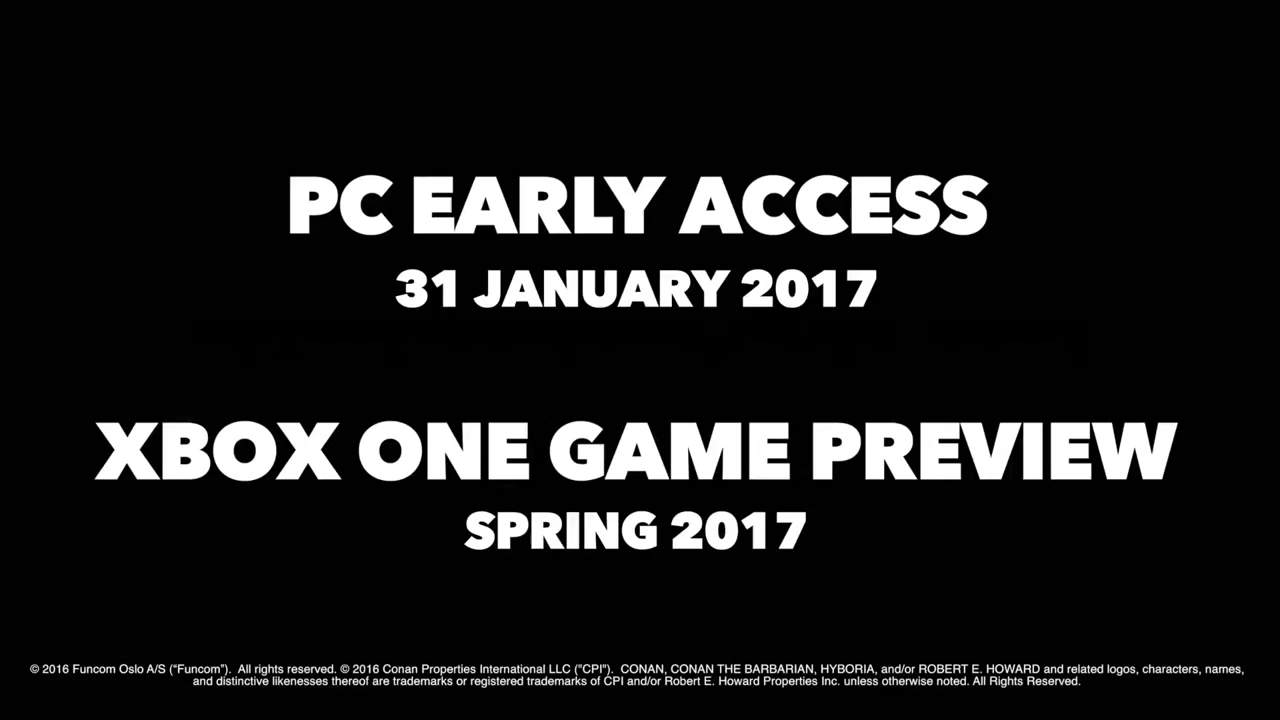 PC EARLY ACCESS
31 JANUARY 2017
XBOX ONE GAME PREVIEW
SPRING 2017
© 2016 Funcom Oslo A/S (“Funcom”).  All rights reserved. © 2016 Conan Properties International LLC ("CPI").  CONAN, CONAN THE BARBARIAN, HYBORIA, and/or ROBERT E. HOWARD and related logos, characters, names,
and distinctive likenesses thereof are trademarks or registered trademarks of CPI and/or Robert E. Howard Properties Inc. unless otherwise noted. All Rights Reserved.